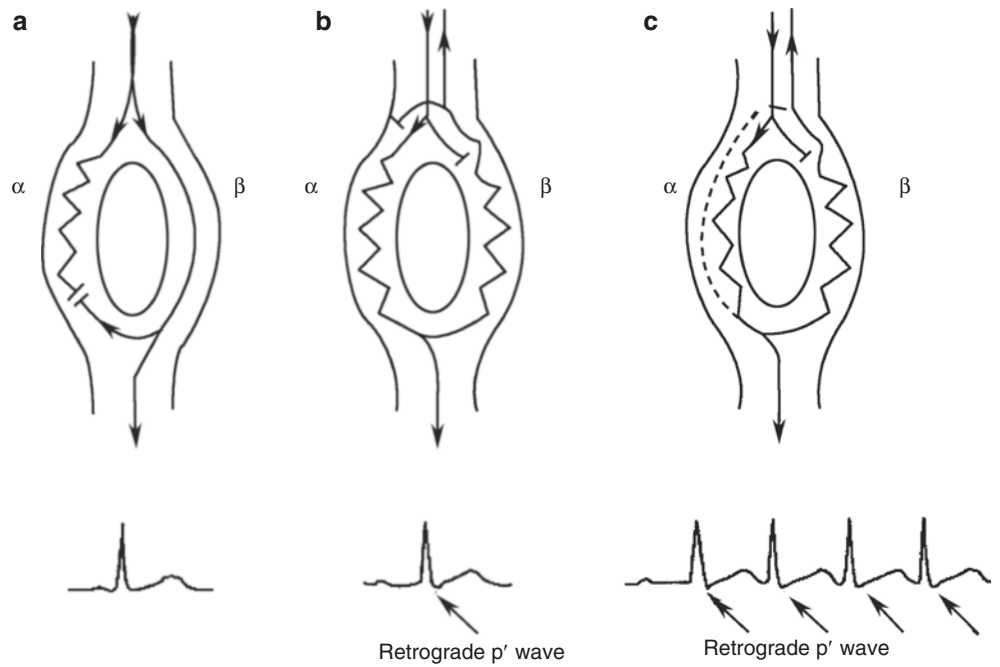 a
b
c
α
β
α
β
α
β
Retrograde p′ wave
Retrograde p′ wave